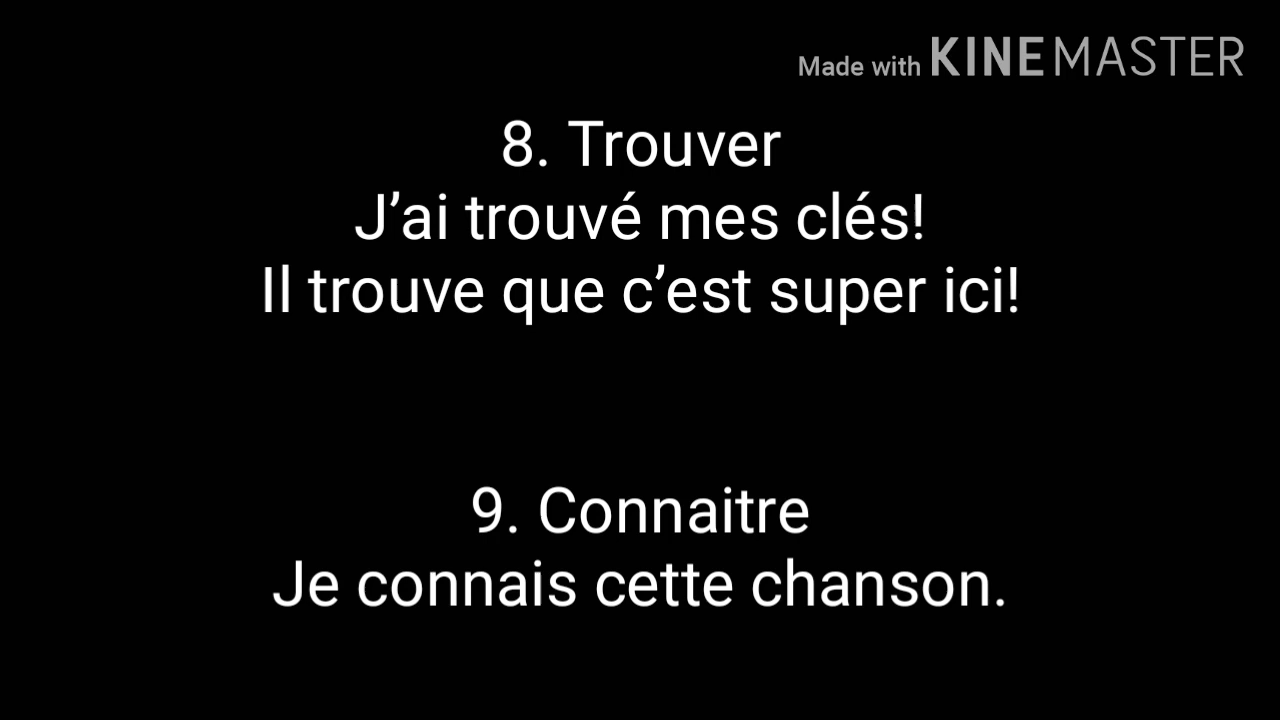 Made with KINEMASTER
8. Trouver
J’ai trouvé mes clés!
Il trouve que c’est super ici!
9. Connaitre
Je connais cette chanson.